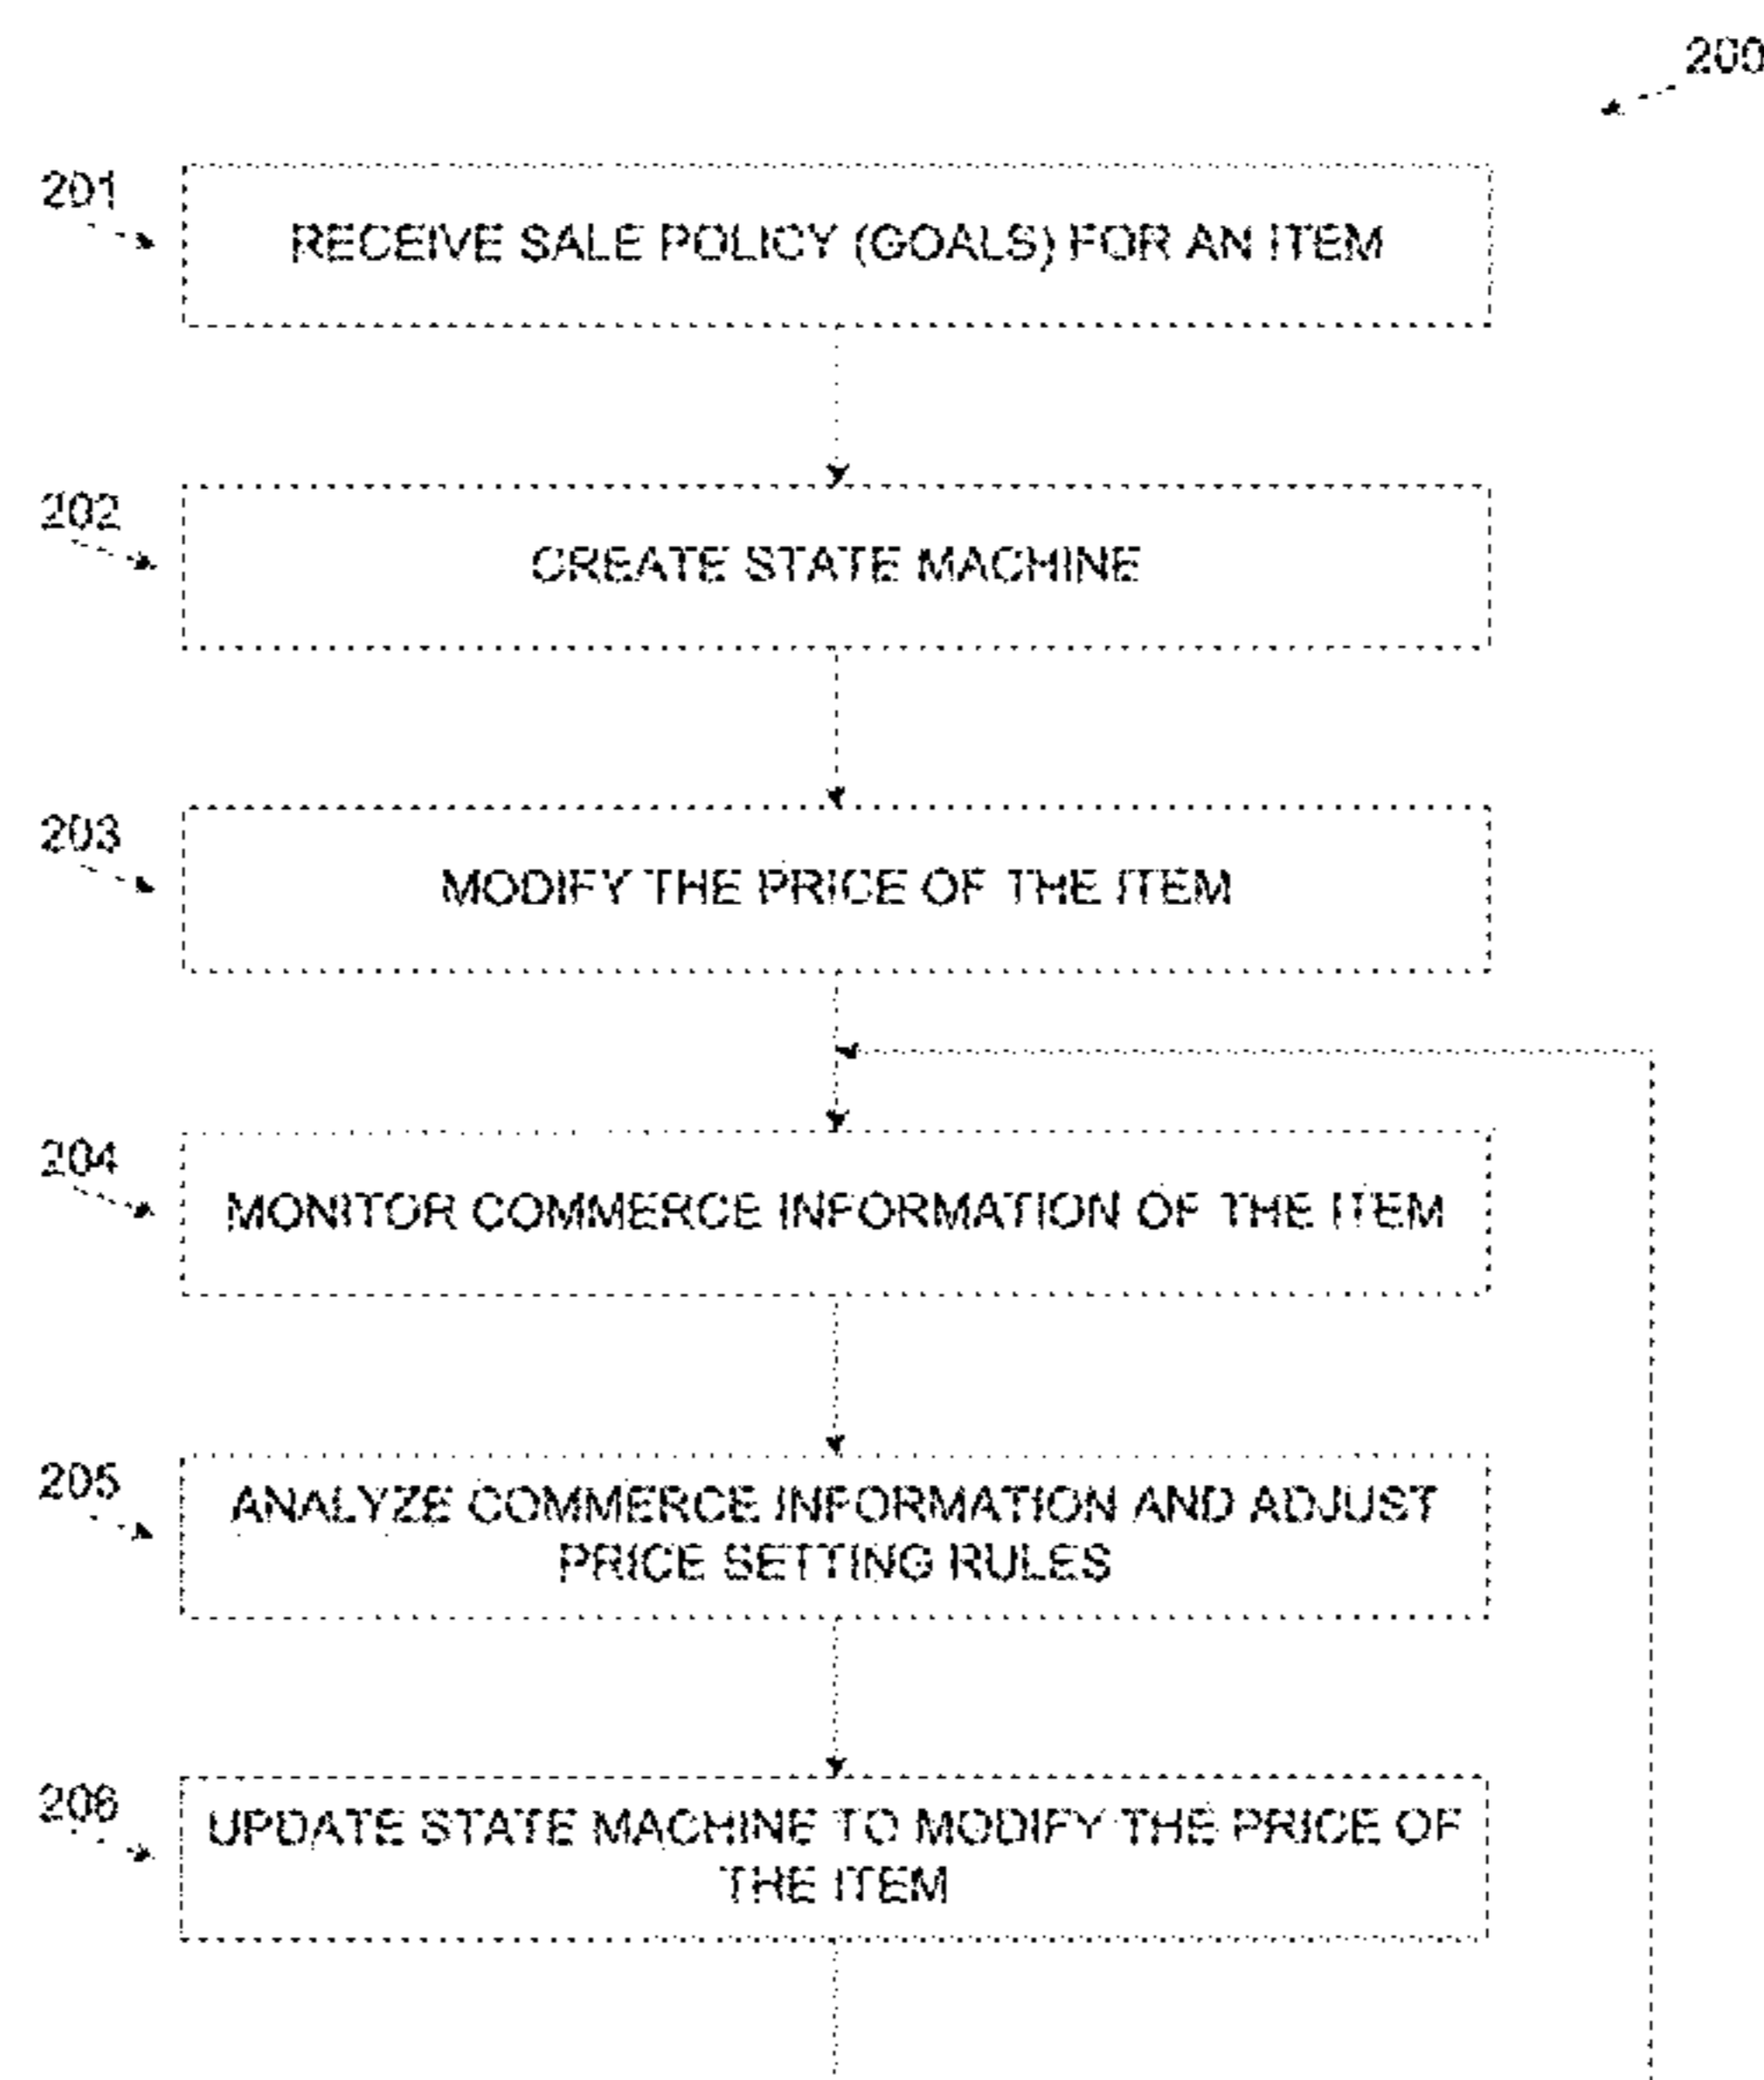 200
201
RECEIVE SALE POLICY (GOALS) FOR AN ITEM
202
CREATE STATE MACHINE
203
MODIFY THE PRICE OF THE ITEM
204
MONITOR COMMERCE INFORMATION OF THE ITEM
205
ANALYZE COMMERCE INFORMATION AND ADJUST
PRICE SETTING RULES
206
UPDATE STATE MACHINE TO MODIFY THE PRICE OF
THE ITEM